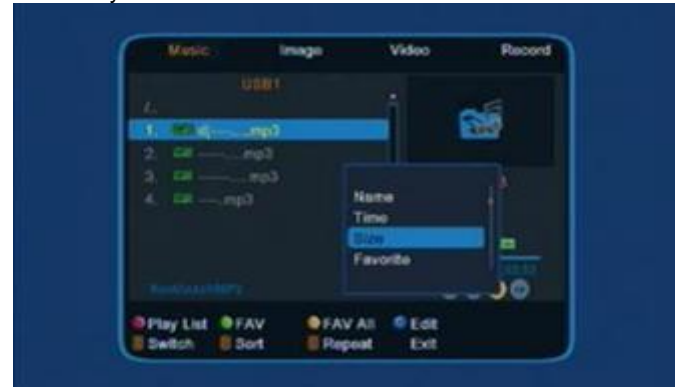 Music Image Video Record
USB1
/..
1. dj---....mp3
2. ----....mp3
3. ----....mp3
4. ----.mp3
Name
Time
Size
Favorite
Play List FAV FAV All Edit
Switch Sort Repeat Exit